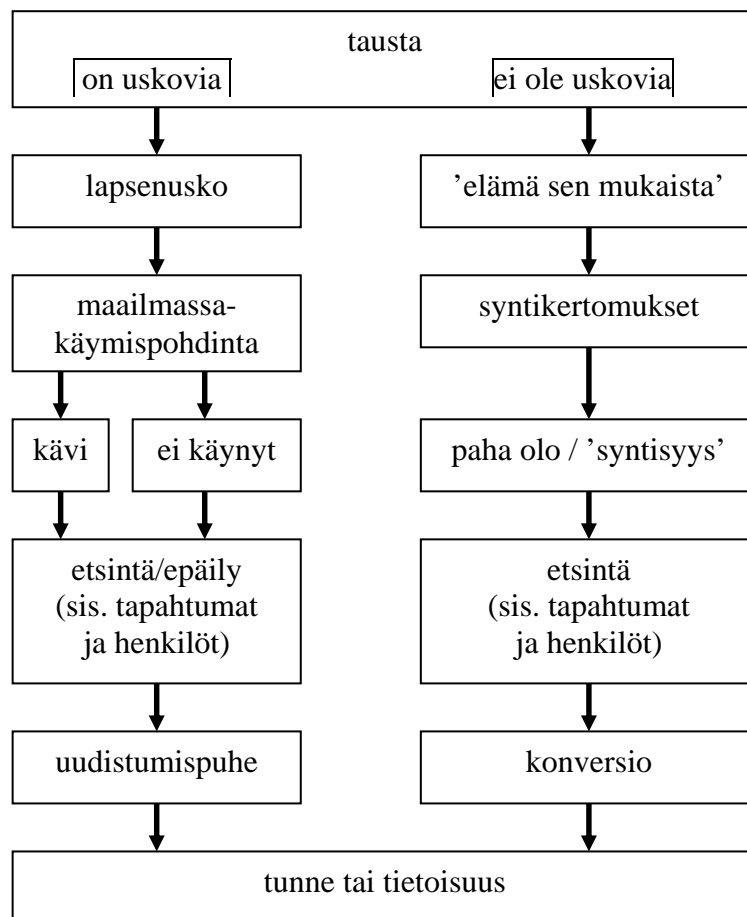 tausta
on uskovia
ei ole uskovia
lapsenusko
’elämä sen mukaista’
maailmassa-
käymispohdinta
syntikertomukset
kävi
ei käynyt
paha olo / ’syntisyys’
etsintä/epäily
(sis. tapahtumat
ja henkilöt)
etsintä
(sis. tapahtumat
ja henkilöt)
uudistumispuhe
konversio
tunne tai tietoisuus